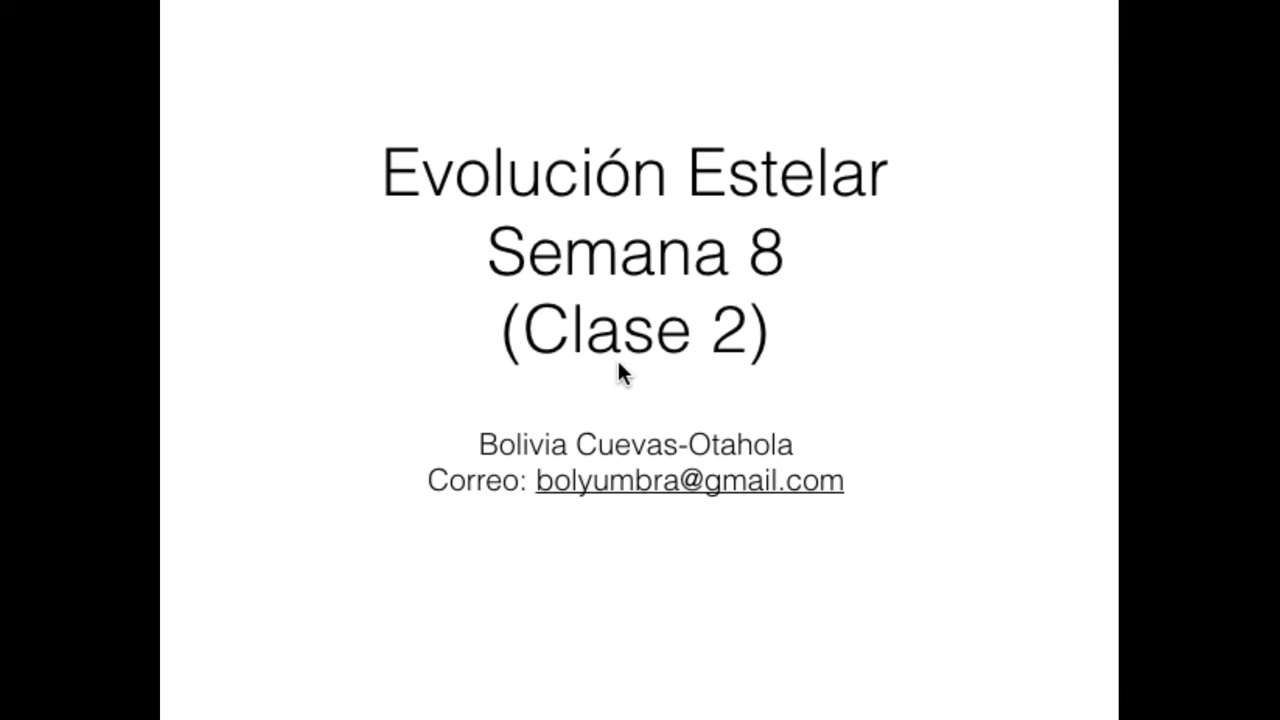 Evolución Estelar
Semana 8
(Clase 2)
Bolivia Cuevas-Otahola
Correo: bolyumbra@gmail.com